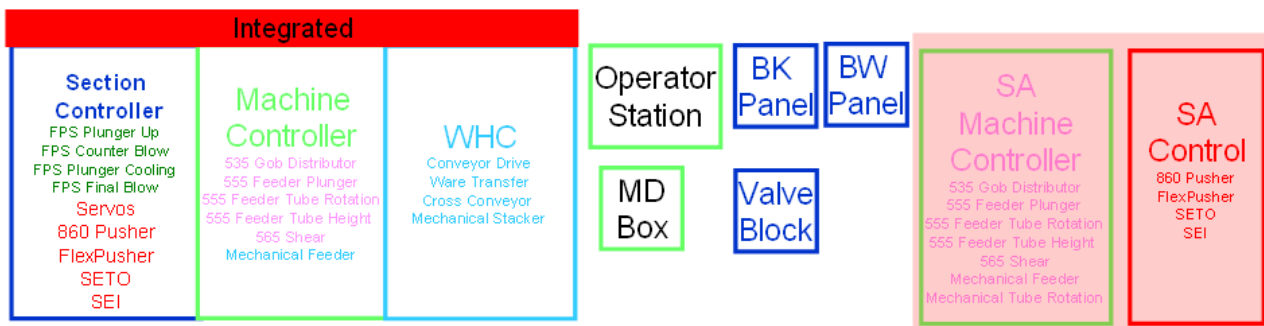 Integrated
Section
Controller
FPS Plunger Up
FPS Counter Blow
FPS Plunger Cooling
FPS Final Blow
Servos
860 Pusher
FlexPusher
SETO
SEI
Machine
Controller
535 Gob Distributor
555 Feeder Plunger
555 Feeder Tube Rotation
555 Feeder Tube Height
565 Shear
Mechanical Feeder
WHC
Conveyor Drive
Ware Transfer
Cross Conveyor
Mechanical Stacker
Operator
Station
MD
Box
BK
Panel
BW
Panel
Valve
Block
SA
Machine
Controller
535 Gob Distributor
555 Feeder Plunger
555 Feeder Tube Rotation
555 Feeder Tube Height
565 Shear
Mechanical Feeder
Mechanical Tube Rotation
SA
Control
860 Pusher
FlexPusher
SETO
SEI